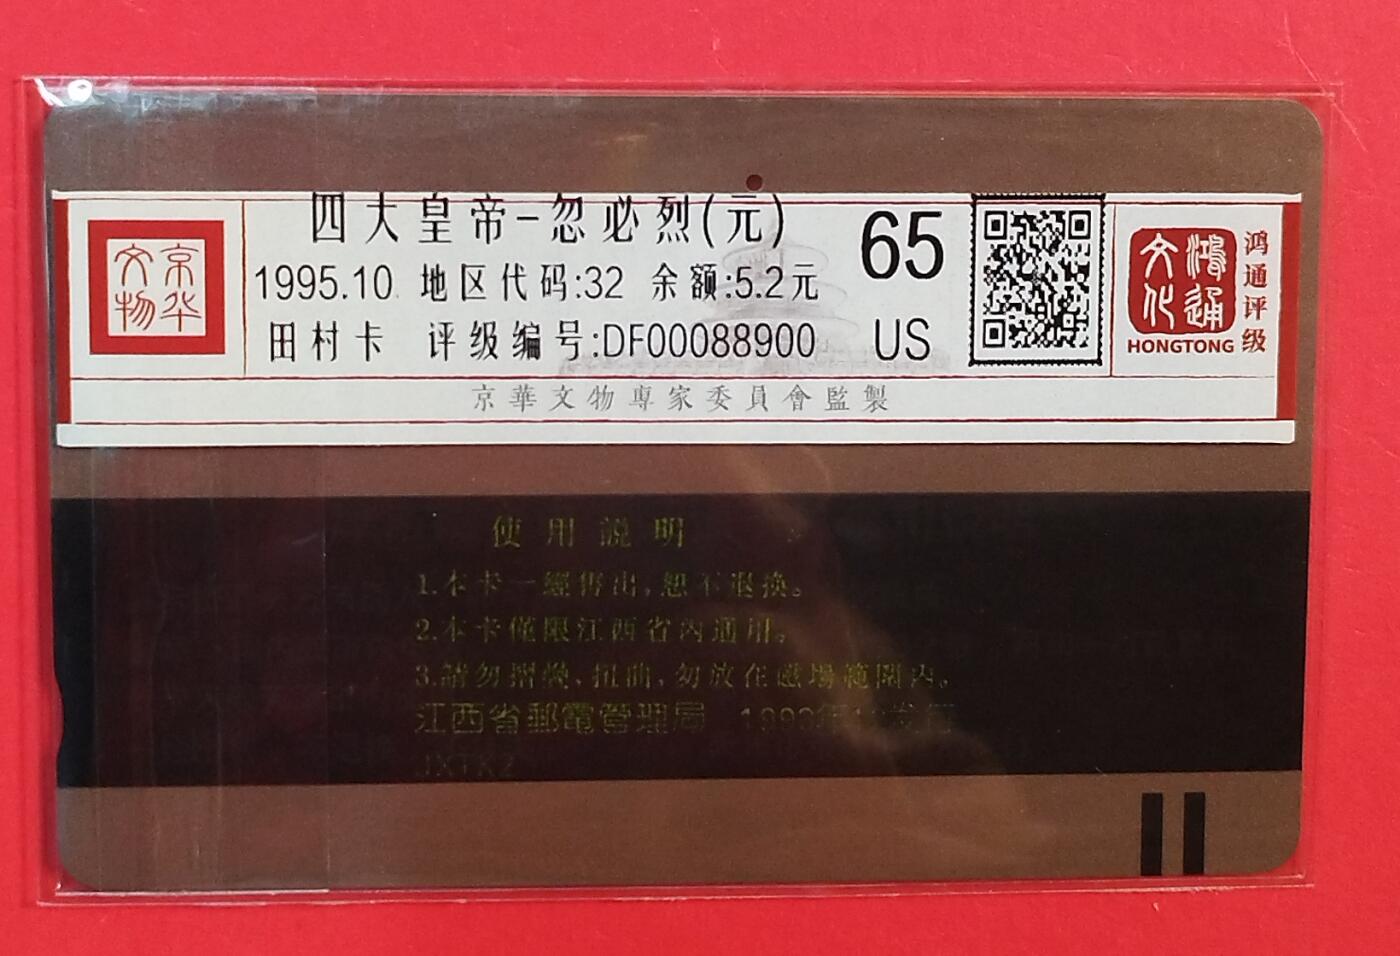 京华
文物
四大皇帝-忽必烈(元)
1995.10 地区代码:32 余额:5.2元
田村卡 评级编号:DF00088900
65
US
鸿通
文化
HONGTONG
鸿通评级
京華文物專家委員會監製
使用說明
1.本卡一經售出,恕不退換。
2.本卡僅限江西省內通用。
3.請勿摺疊、扭曲,勿放在磁場範圍內。
江西省郵電管理局
JXTK2